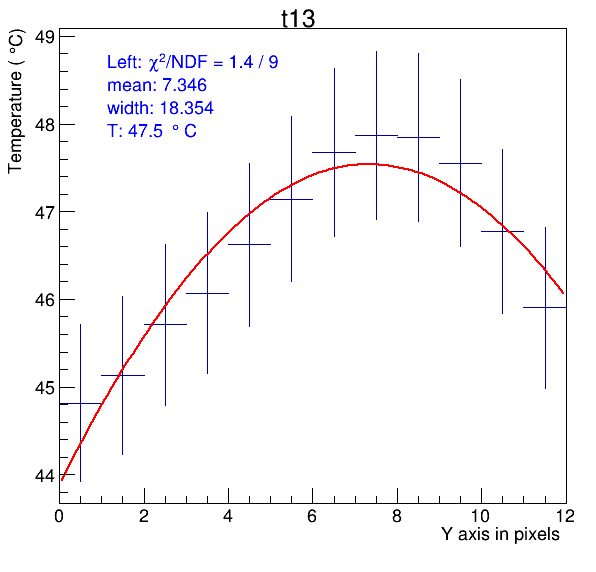 t13
Left: χ²/NDF = 1.4 / 9
mean: 7.346
width: 18.354
T: 47.5 ° C
Temperature ( °C)
49
48
47
46
45
44
0 2 4 6 8 10 12
Y axis in pixels